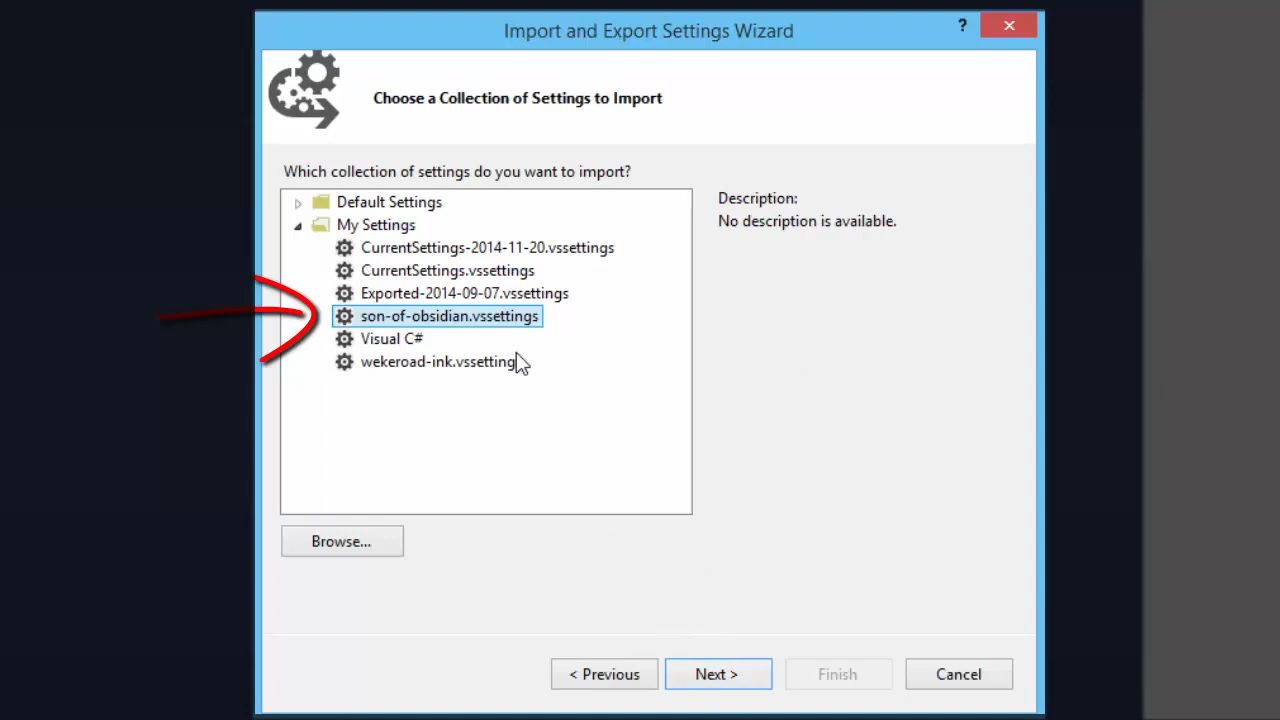 Import and Export Settings Wizard
?
Choose a Collection of Settings to Import
Which collection of settings do you want to import?
Default Settings
My Settings
CurrentSettings-2014-11-20.vssettings
CurrentSettings.vssettings
Exported-2014-09-07.vssettings
son-of-obsidian.vssettings
Visual C#
wekeroad-ink.vssetting
Description:
No description is available.
Browse...
< Previous
Next >
Finish
Cancel